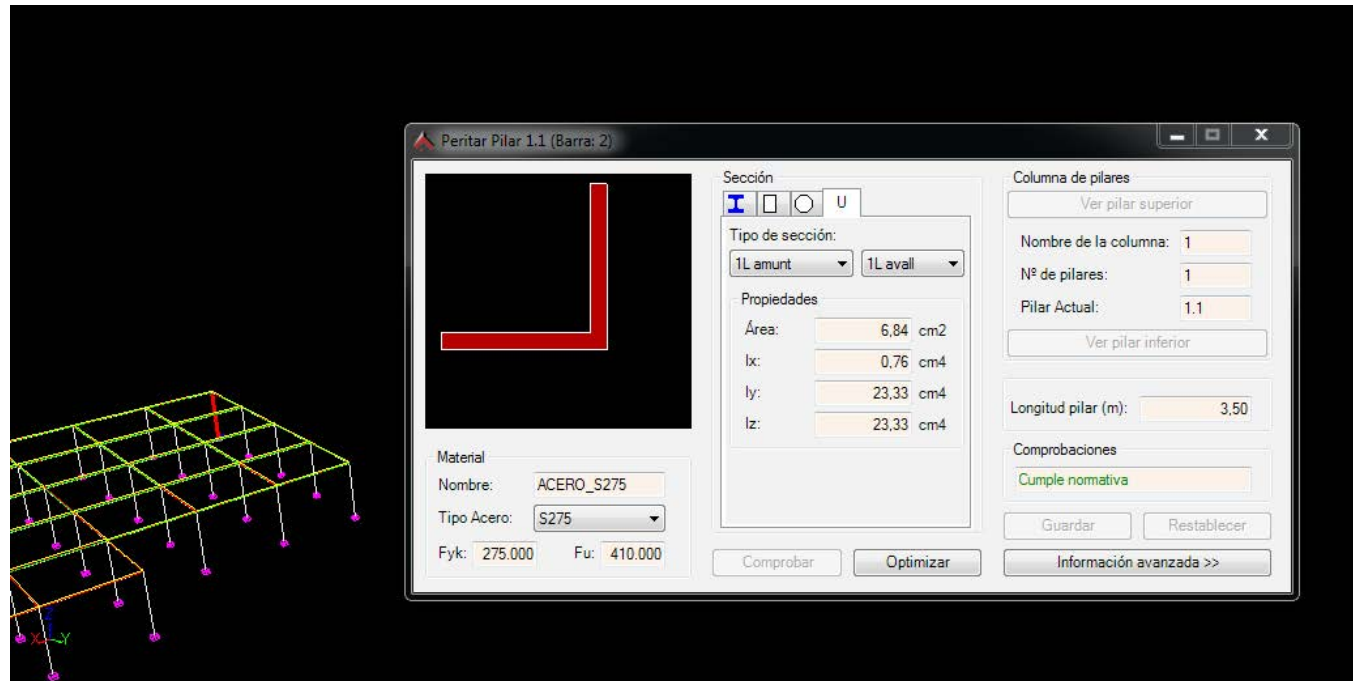 Peritar Pilar 1.1 (Barra: 2)
Sección
U
Tipo de sección:
1L amunt 1L avall
Propiedades
Área: 6,84 cm2
Ix: 0,76 cm4
Iy: 23,33 cm4
Iz: 23,33 cm4
Material
Nombre: ACERO_S275
Tipo Acero: S275
Fyk: 275.000 Fu: 410.000
Comprobar Optimizar
Columna de pilares
Ver pilar superior
Nombre de la columna: 1
Nº de pilares: 1
Pilar Actual: 1.1
Ver pilar inferior
Longitud pilar (m): 3,50
Comprobaciones
Cumple normativa
Guardar Restablecer
Información avanzada >>
Z
X Y